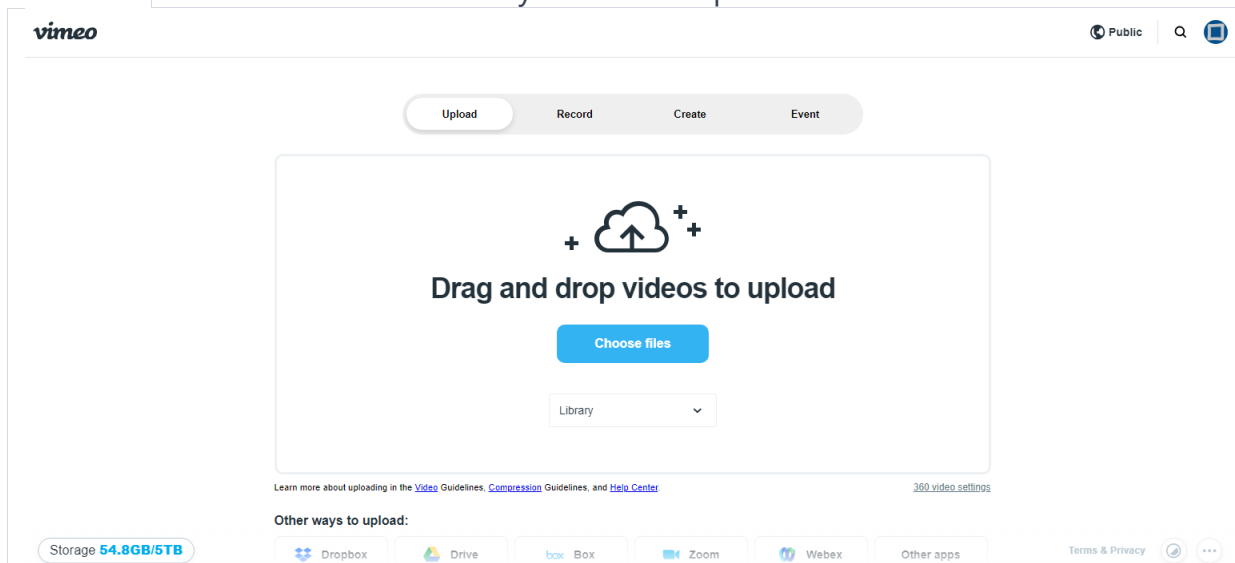 vimeo
Public
Upload Record Create Event
Drag and drop videos to upload
Choose files
Library
Learn more about uploading in the Video Guidelines, Compression Guidelines, and Help Center. 360 video settings
Other ways to upload:
Dropbox Drive box Box Zoom Webex Other apps
Storage 54.8GB/5TB
Terms & Privacy